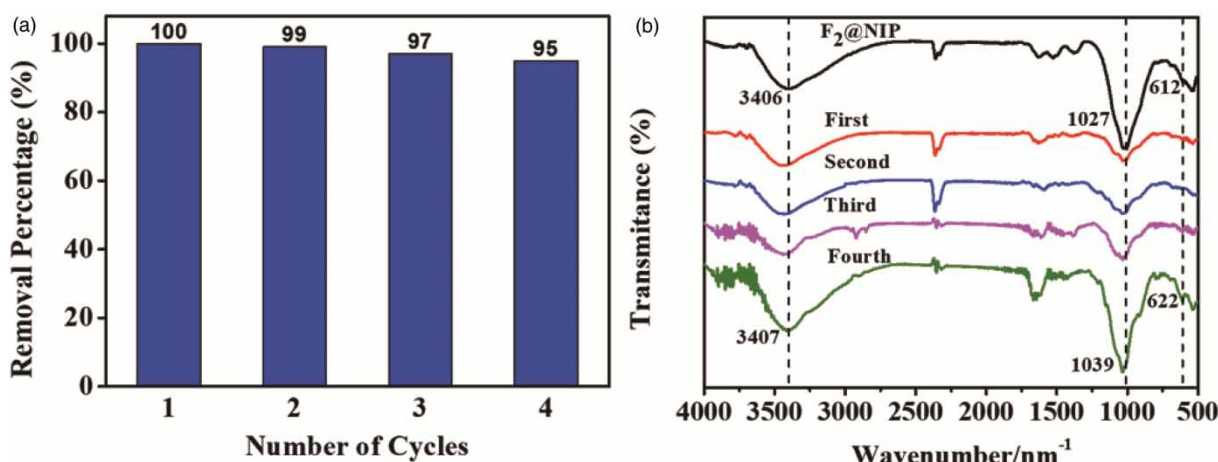 (a)
100
99
97
95
100
80
60
40
20
0
Removal Percentage (%)
1 2 3 4
Number of Cycles
(b)
F2@NIP
3406
1027
612
First
Second
Third
Fourth
3407
1039
622
Transmitance (%)
4000 3500 3000 2500 2000 1500 1000 500
Wavenumber/nm-1